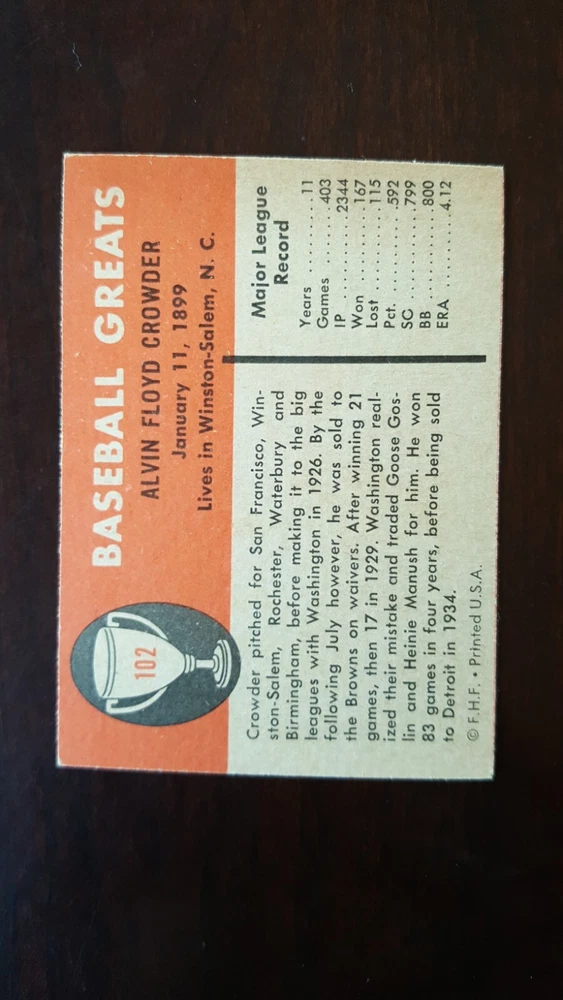 102
BASEBALL GREATS
ALVIN FLOYD CROWDER
January 11, 1899
Lives in Winston-Salem, N. C.
Crowder pitched for San Francisco, Win-
ston-Salem, Rochester, Waterbury and
Birmingham, before making it to the big
leagues with Washington in 1926. By the
following July however, he was sold to
the Browns on waivers. After winning 21
games, then 17 in 1929. Washington real-
ized their mistake and traded Goose Gos-
lin and Heinie Manush for him. He won
83 games in four years, before being sold
to Detroit in 1934.
© F.H.F. • Printed U.S.A.
Major League
Record
Years ..........11
Games ........403
IP ............2344
Won ..........167
Lost ..........115
Pct. ..........592
SC ............799
BB ............800
ERA ..........4.12